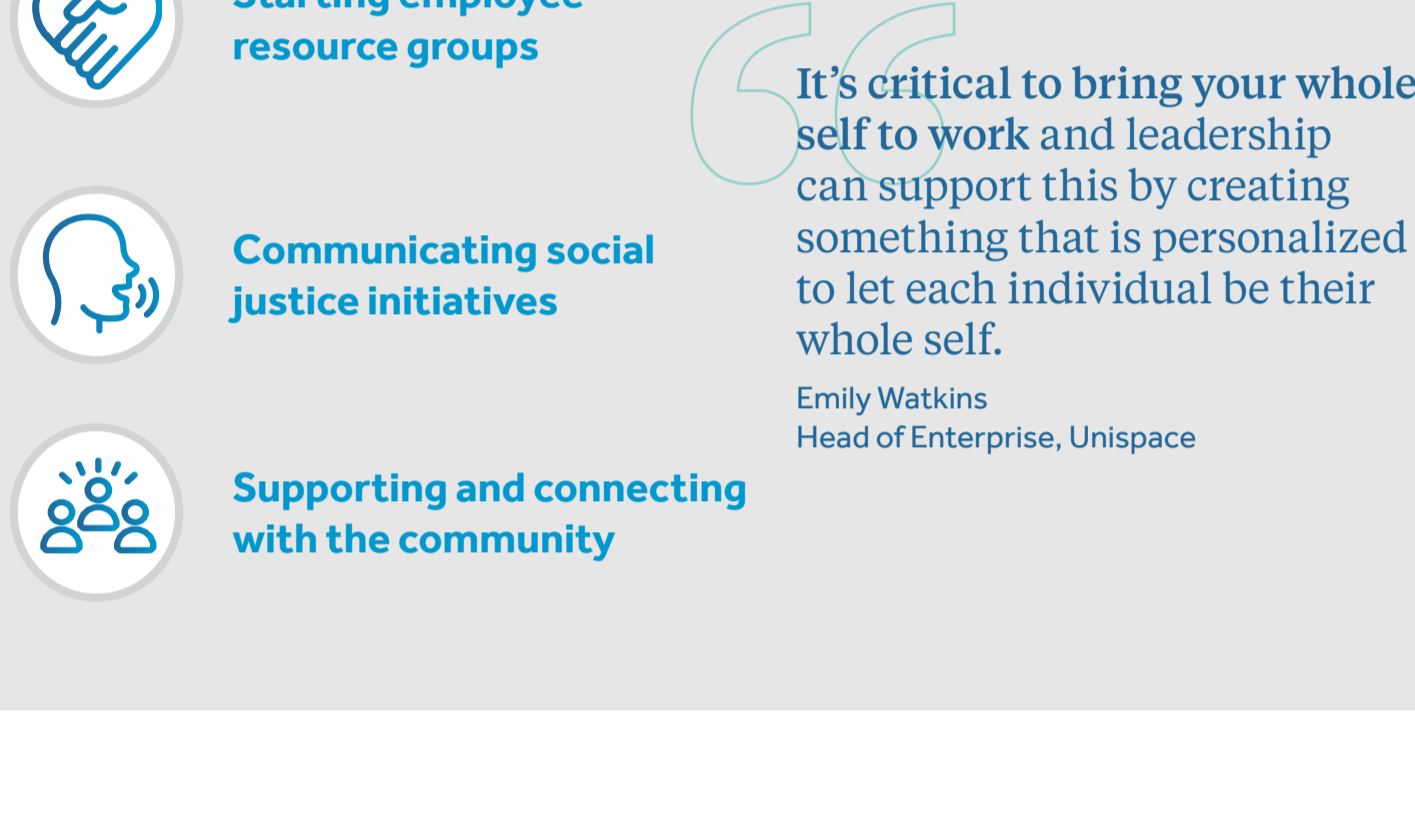 Starting employee
resource groups
Communicating social
justice initiatives
Supporting and connecting
with the community
It’s critical to bring your whole
self to work and leadership
can support this by creating
something that is personalized
to let each individual be their
whole self.
Emily Watkins
Head of Enterprise, Unispace